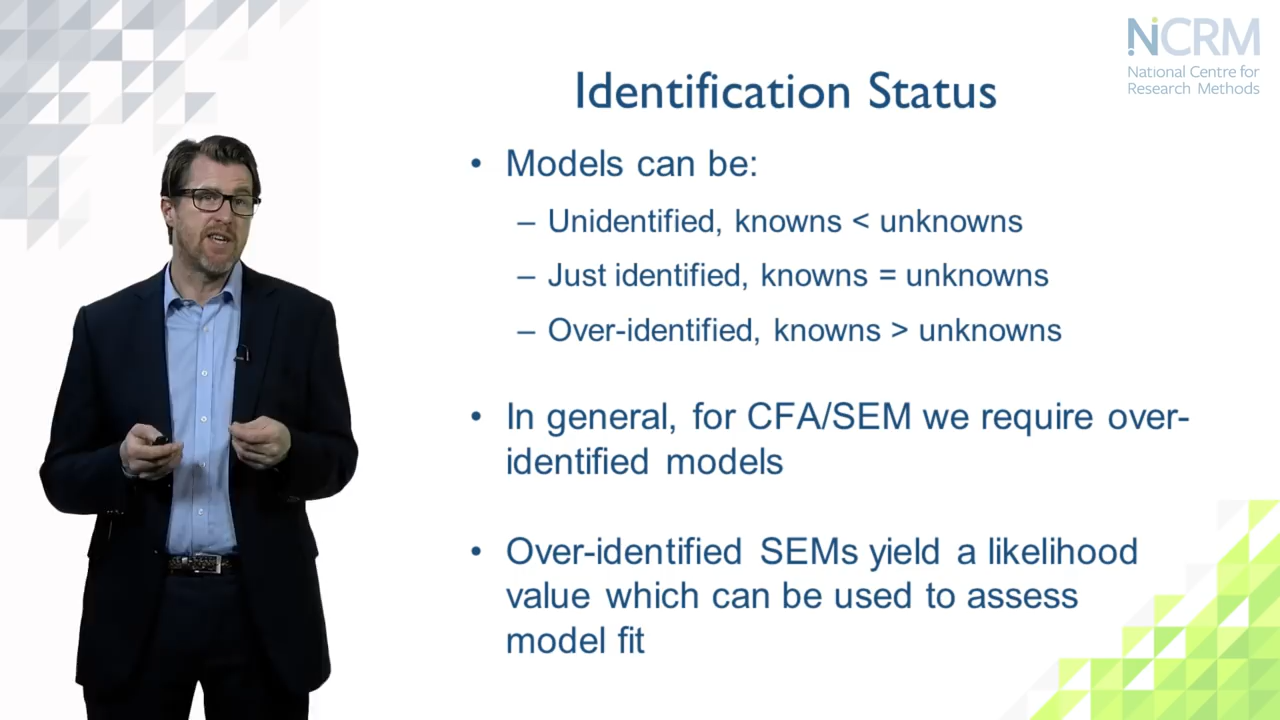 NCRM
National Centre for
Research Methods
Identification Status
• Models can be:
– Unidentified, knowns < unknowns
– Just identified, knowns = unknowns
– Over-identified, knowns > unknowns
• In general, for CFA/SEM we require over-
identified models
• Over-identified SEMs yield a likelihood
value which can be used to assess
model fit